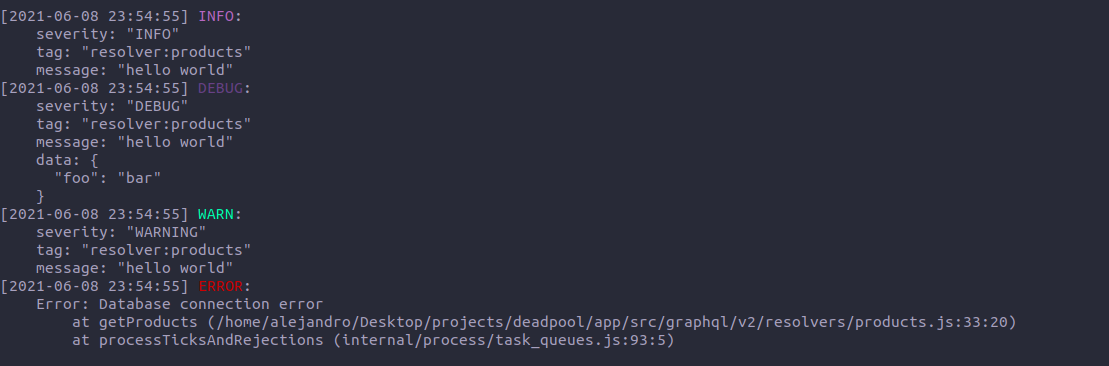 [2021-06-08 23:54:55] INFO:
    severity: "INFO"
    tag: "resolver:products"
    message: "hello world"
[2021-06-08 23:54:55] DEBUG:
    severity: "DEBUG"
    tag: "resolver:products"
    message: "hello world"
    data: {
      "foo": "bar"
    }
[2021-06-08 23:54:55] WARN:
    severity: "WARNING"
    tag: "resolver:products"
    message: "hello world"
[2021-06-08 23:54:55] ERROR:
    Error: Database connection error
        at getProducts (/home/alejandro/Desktop/projects/deadpool/app/src/graphql/v2/resolvers/products.js:33:20)
        at processTicksAndRejections (internal/process/task_queues.js:93:5)